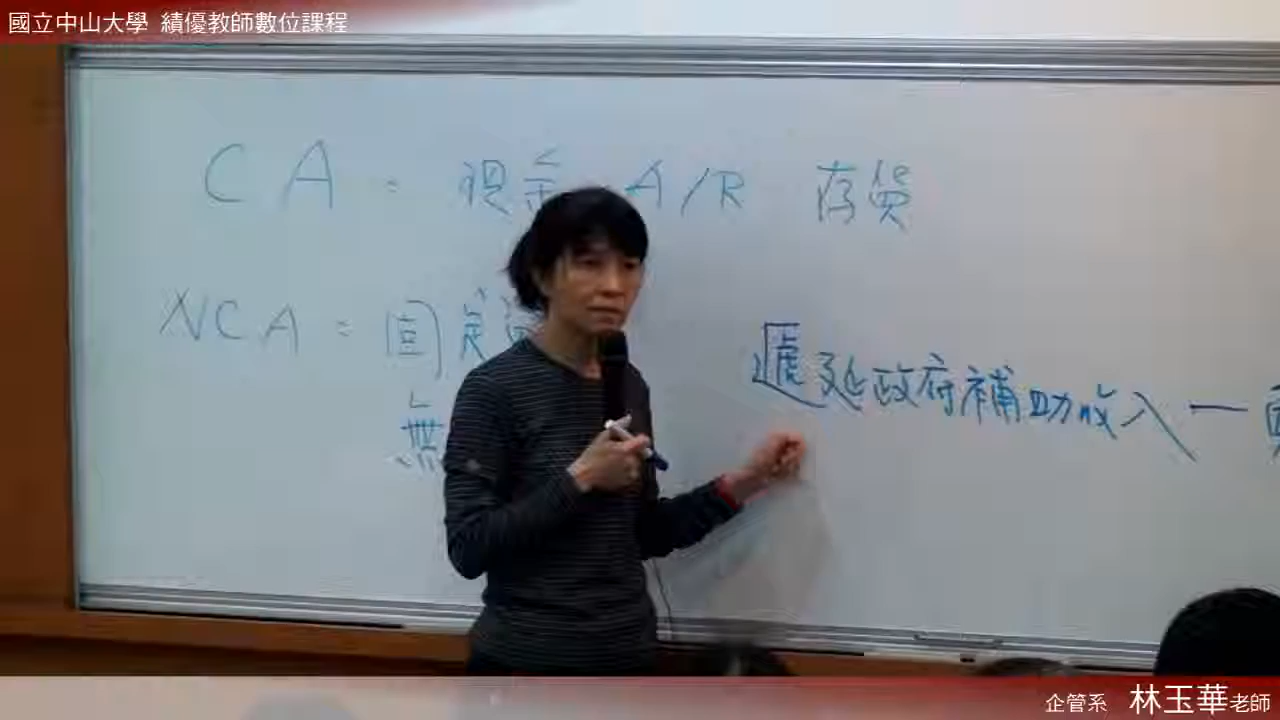 國立中山大學 績優教師數位課程
CA = 現金 A/R 存貨
NCA = 固定資
無
遞延政府補助收入一
企管系 林玉華老師